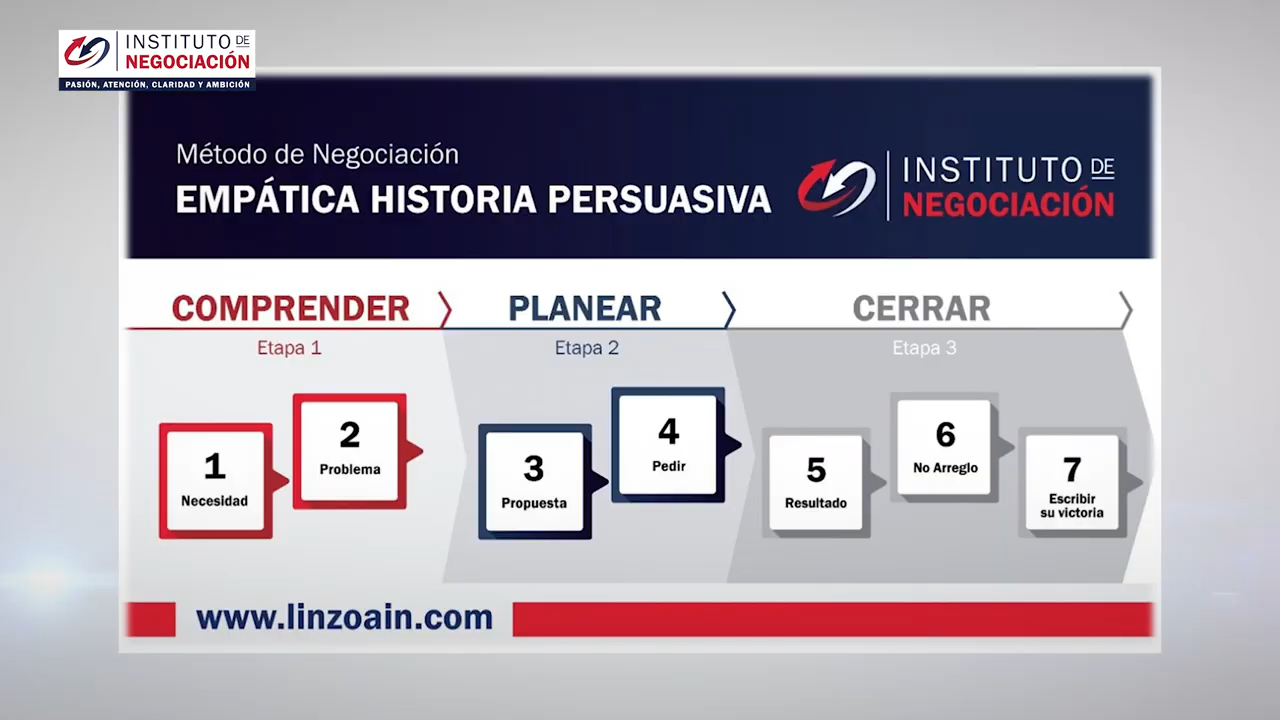 INSTITUTO DE
NEGOCIACIÓN
PASIÓN, ATENCIÓN, CLARIDAD Y AMBICIÓN
Método de Negociación
EMPÁTICA HISTORIA PERSUASIVA
INSTITUTO DE
NEGOCIACIÓN
COMPRENDER
Etapa 1
1
Necesidad
2
Problema
PLANEAR
Etapa 2
3
Propuesta
4
Pedir
CERRAR
Etapa 3
5
Resultado
6
No Arreglo
7
Escribir
su victoria
www.linzoain.com